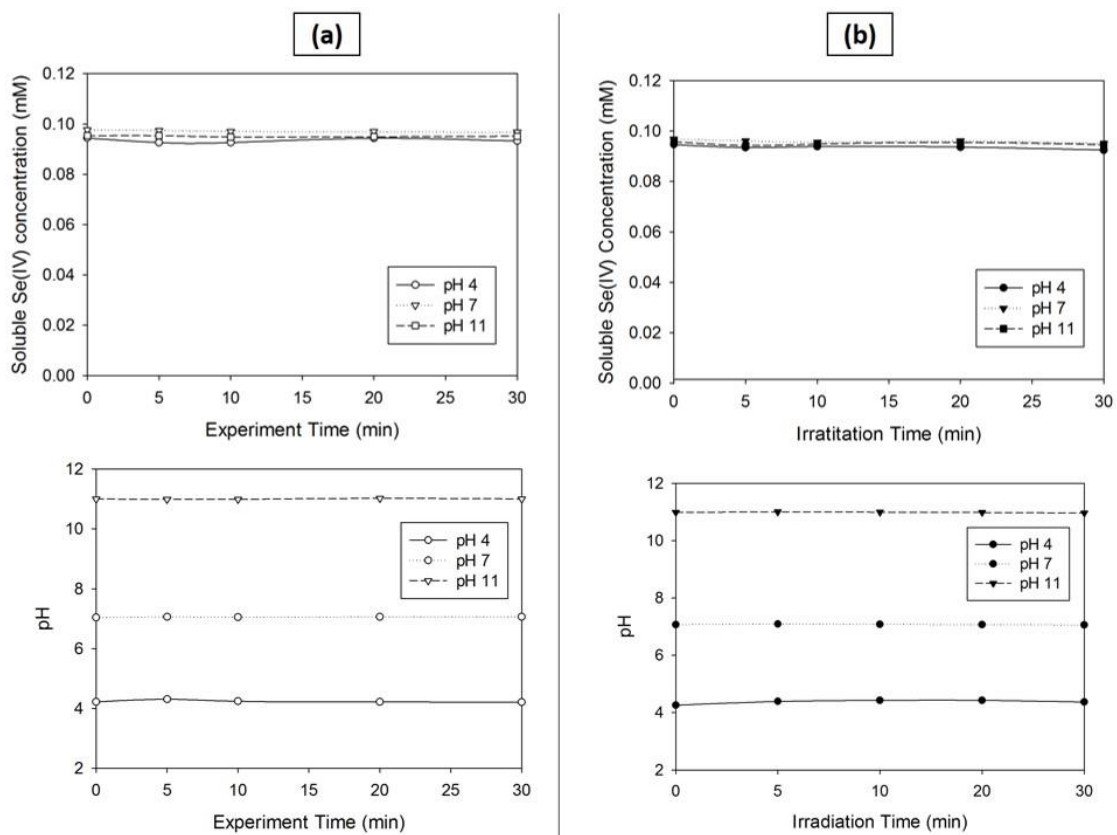 (a)
Soluble Se(IV) concentration (mM)
0.12
0.10
0.08
0.06
0.04
0.02
0.00
pH 4
pH 7
pH 11
0 5 10 15 20 25 30
Experiment Time (min)
(b)
Soluble Se(IV) Concentration (mM)
0.12
0.10
0.08
0.06
0.04
0.02
0.00
pH 4
pH 7
pH 11
0 5 10 15 20 25 30
Irratitation Time (min)
pH
12
10
8
6
4
2
pH 4
pH 7
pH 11
0 5 10 15 20 25 30
Experiment Time (min)
pH
12
10
8
6
4
2
pH 4
pH 7
pH 11
0 5 10 20 30
Irradiation Time (min)